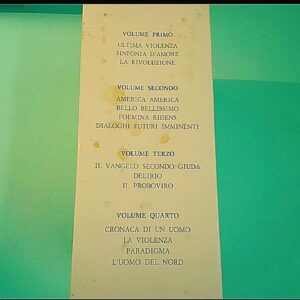 VOLUME PRIMO
ULTIMA VIOLENZA
SINFONIA D'AMORE
LA RIVOLUZIONE
VOLUME SECONDO
AMERICA AMERICA
BELLO BELLISSIMO
FOEMINA RIDENS
DIALOGHI FUTURI IMMINENTI
VOLUME TERZO
IL VANGELO SECONDO GIUDA
DELIRIO
IL PROBOVIRO
VOLUME QUARTO
CRONACA DI UN UOMO
LA VIOLENZA
PARADIGMA
L'UOMO DEL NORD